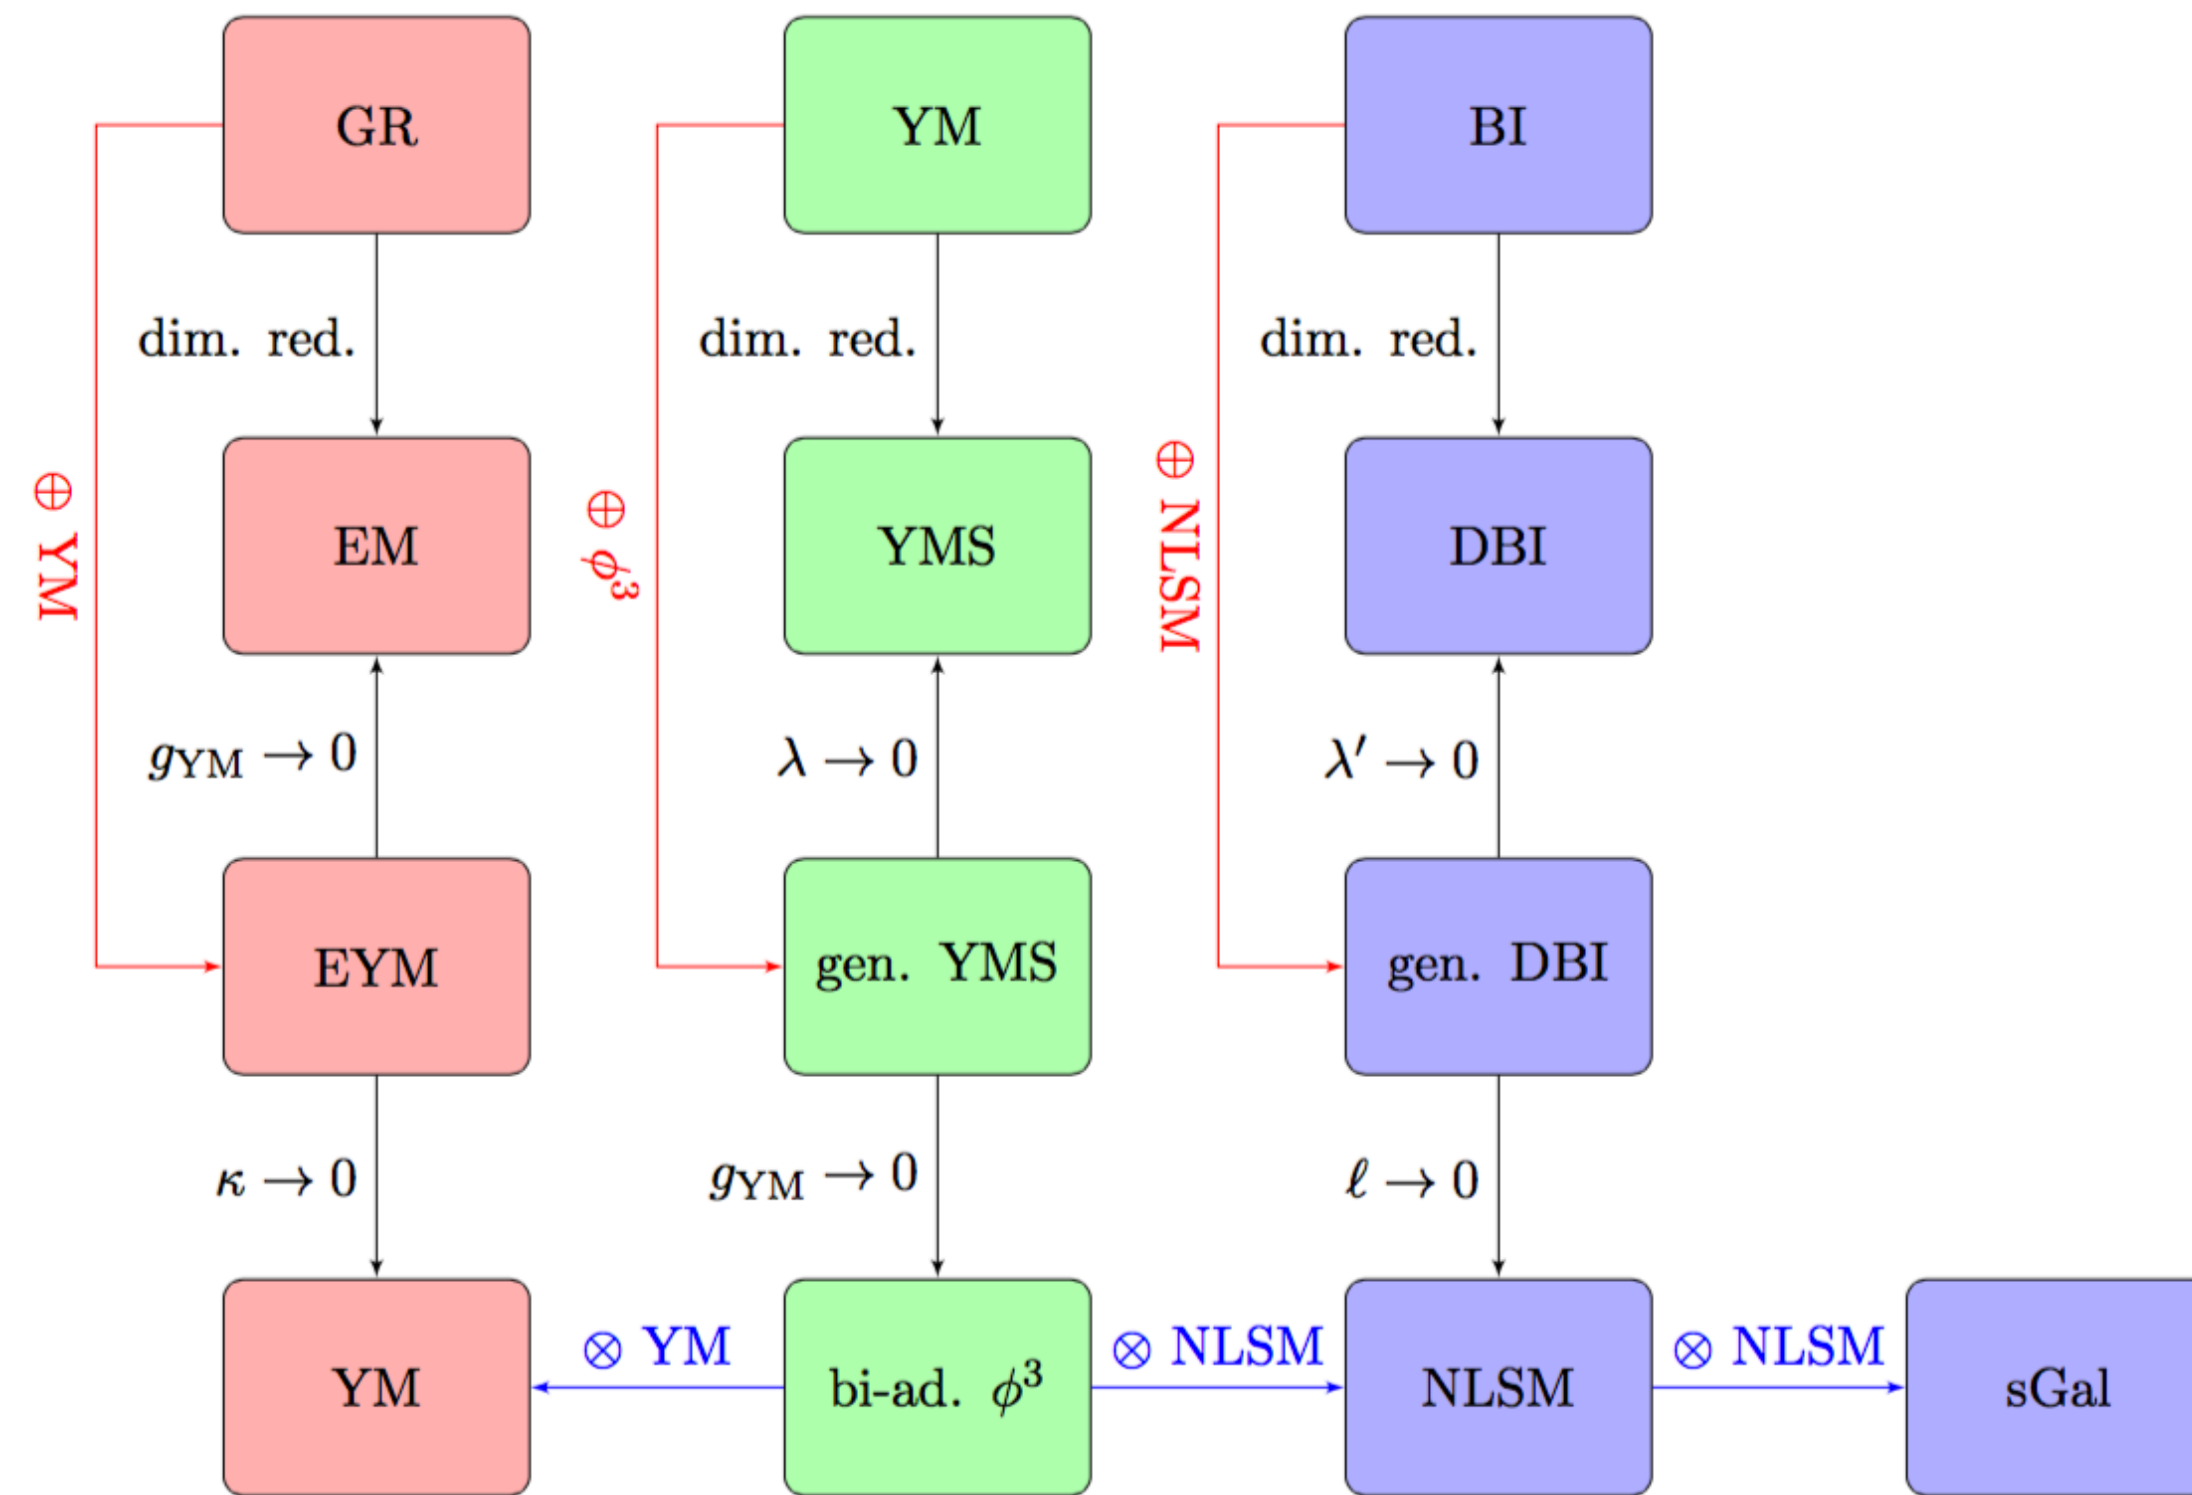 GR
YM
BI
dim. red.
dim. red.
dim. red.
⊕ YM
⊕ ϕ³
⊕ NLSM
EM
YMS
DBI
g_YM → 0
λ → 0
λ′ → 0
EYM
gen. YMS
gen. DBI
κ → 0
g_YM → 0
ℓ → 0
YM
⊗ YM
bi-ad. ϕ³
⊗ NLSM
NLSM
⊗ NLSM
sGal